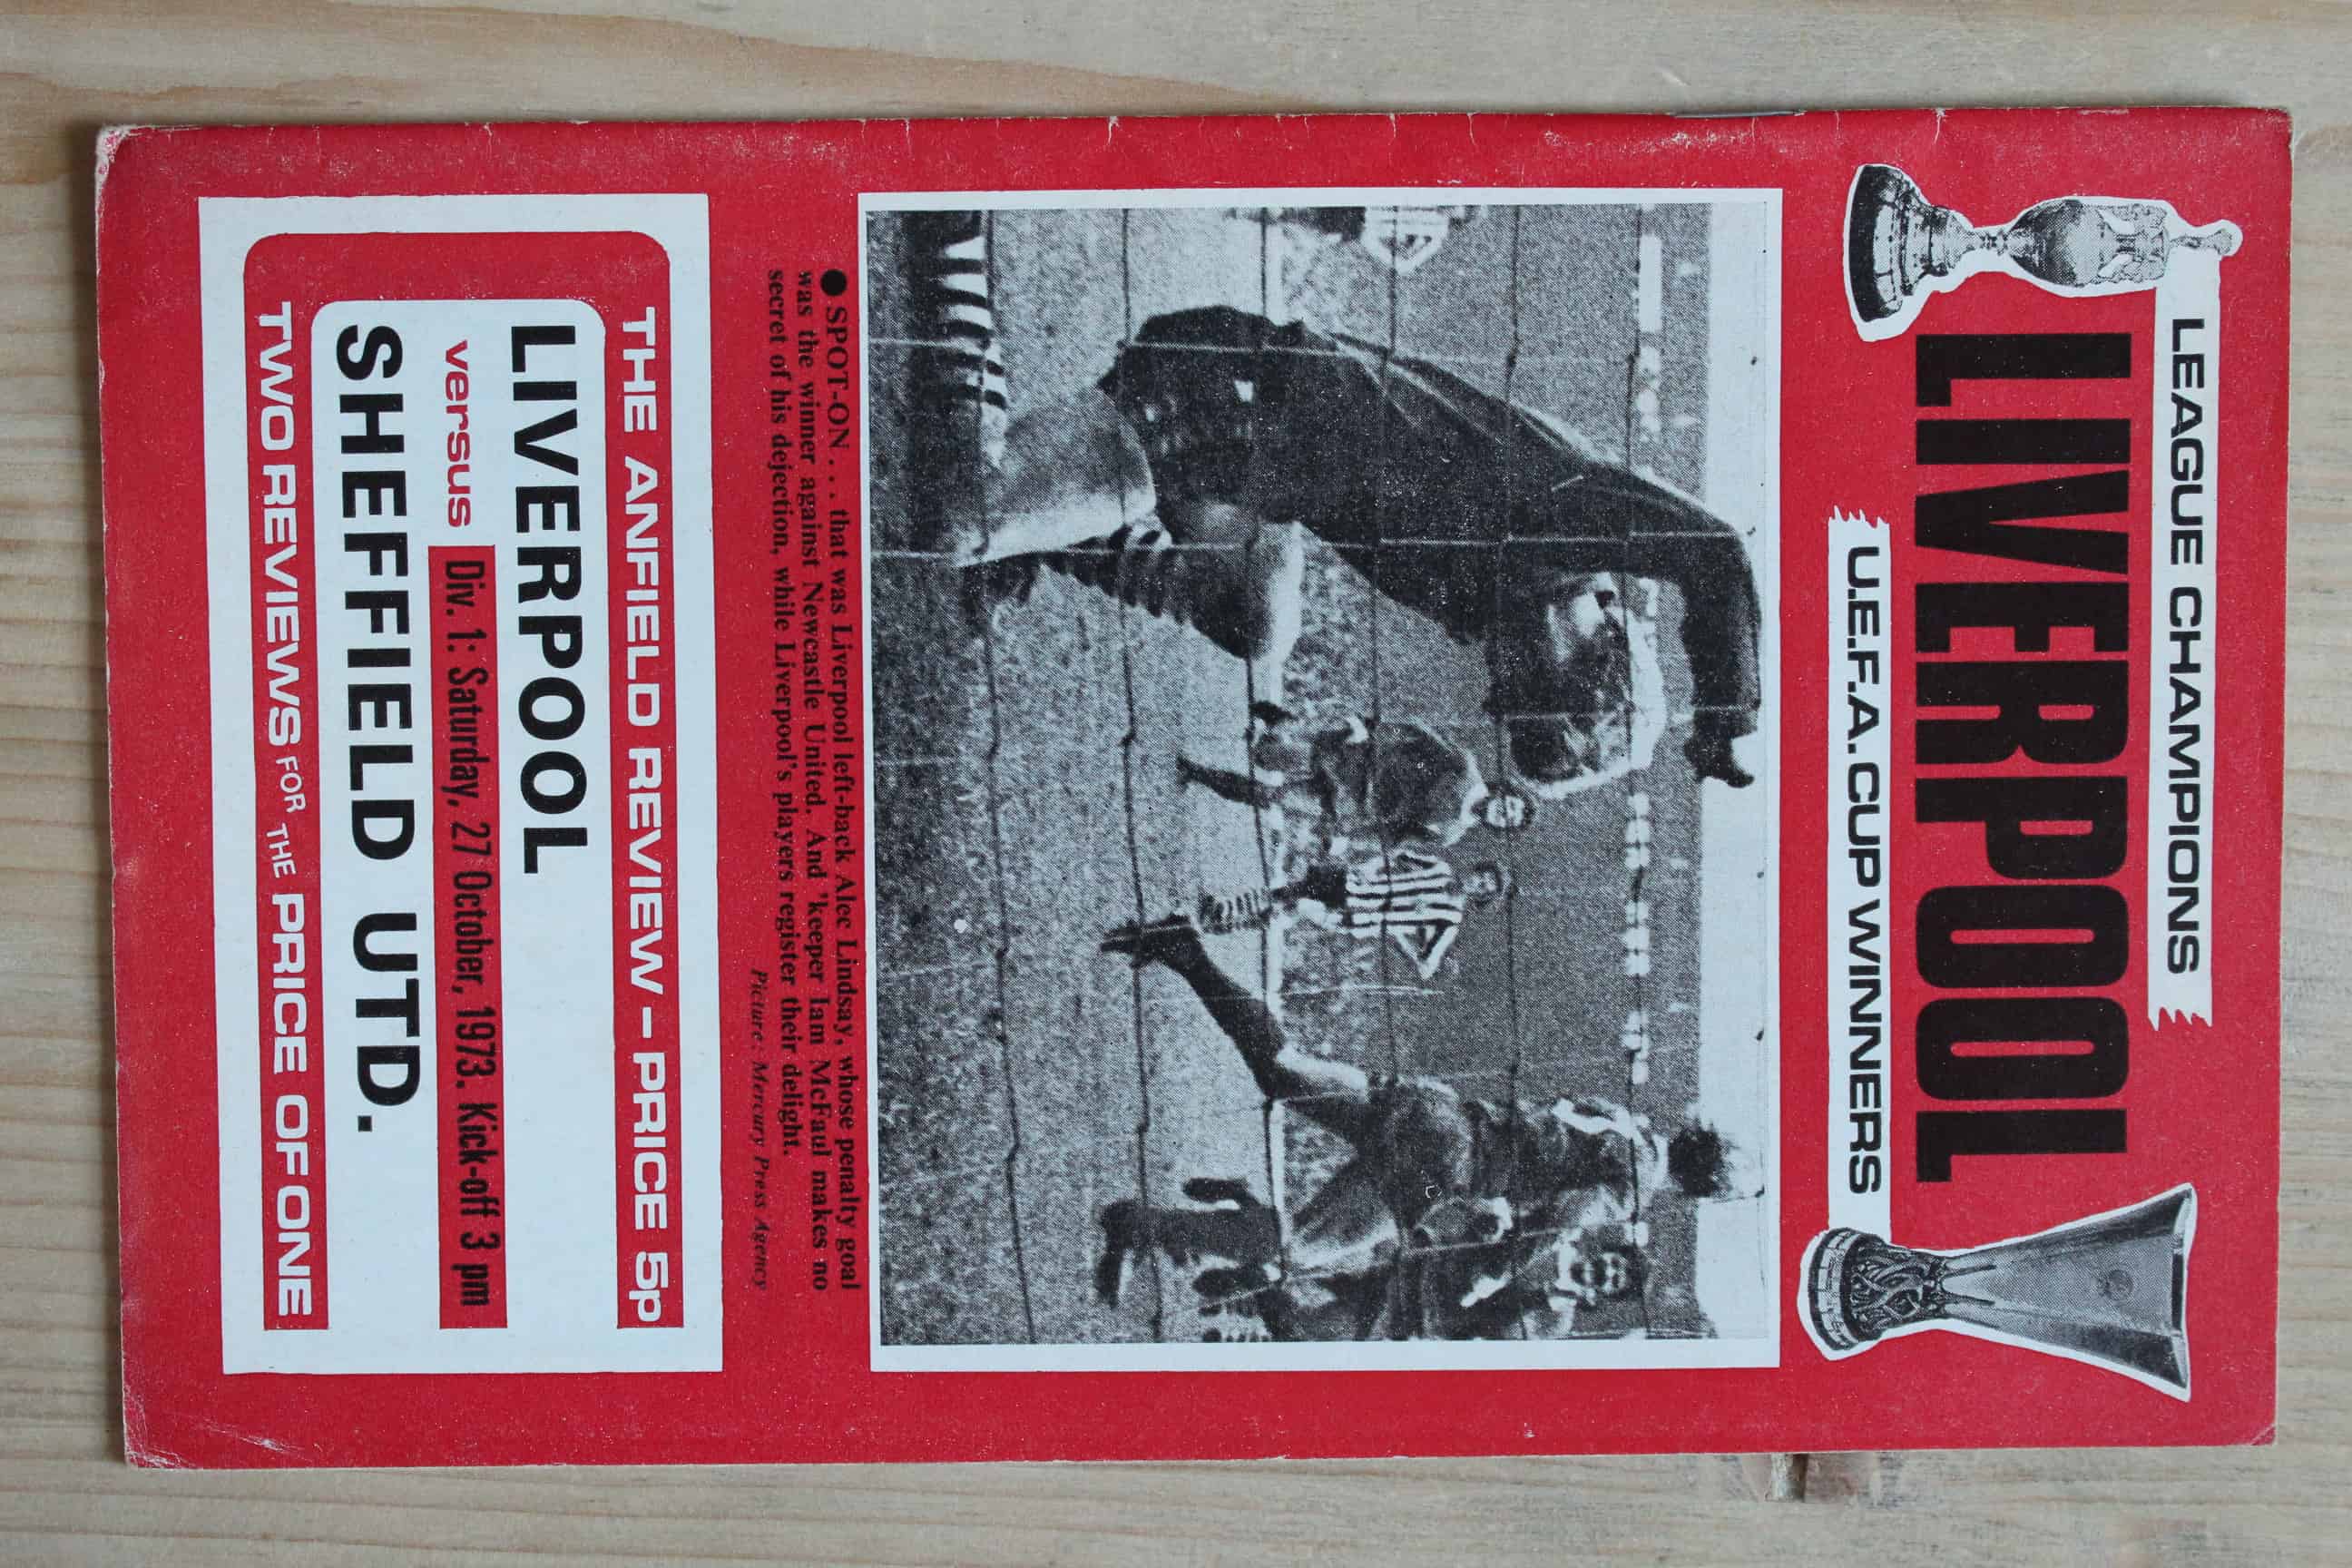 LEAGUE CHAMPIONS
LIVERPOOL
U.E.F.A. CUP WINNERS
● SPOT-ON . . . that was Liverpool left-back Alec Lindsay, whose penalty goal
was the winner against Newcastle United. And 'keeper Iam McFaul makes no
secret of his dejection, while Liverpool's players register their delight.
Picture: Mercury Press Agency
THE ANFIELD REVIEW – PRICE 5p
LIVERPOOL
versus Div. 1: Saturday, 27 October, 1973. Kick-off 3 pm
SHEFFIELD UTD.
TWO REVIEWS FOR THE PRICE OF ONE